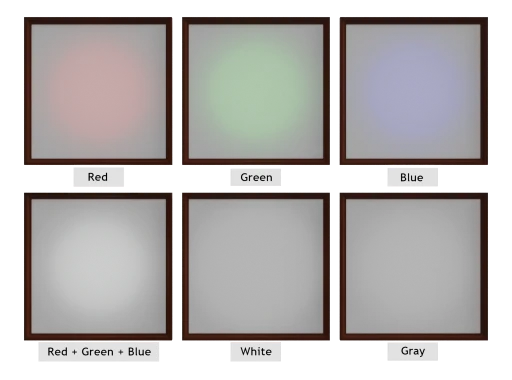 Red
Green
Blue
Red + Green + Blue
White
Gray